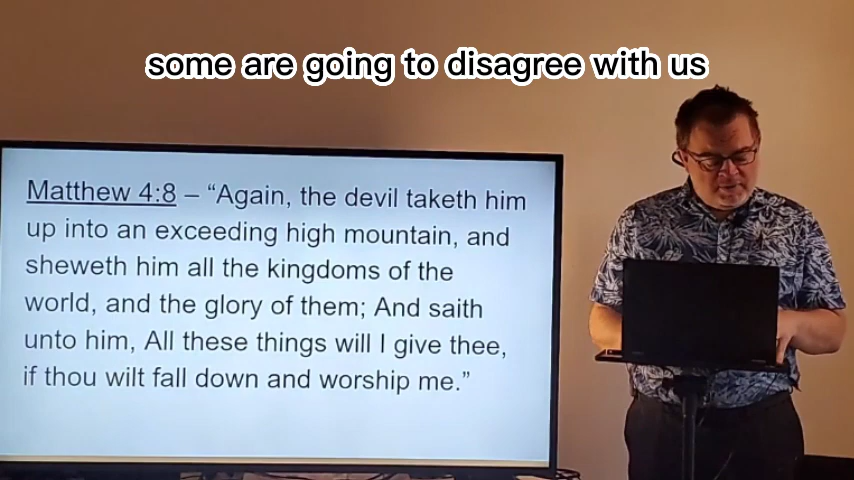 some are going to disagree with us
Matthew 4:8 – “Again, the devil taketh him
up into an exceeding high mountain, and
sheweth him all the kingdoms of the
world, and the glory of them; And saith
unto him, All these things will I give thee,
if thou wilt fall down and worship me.”